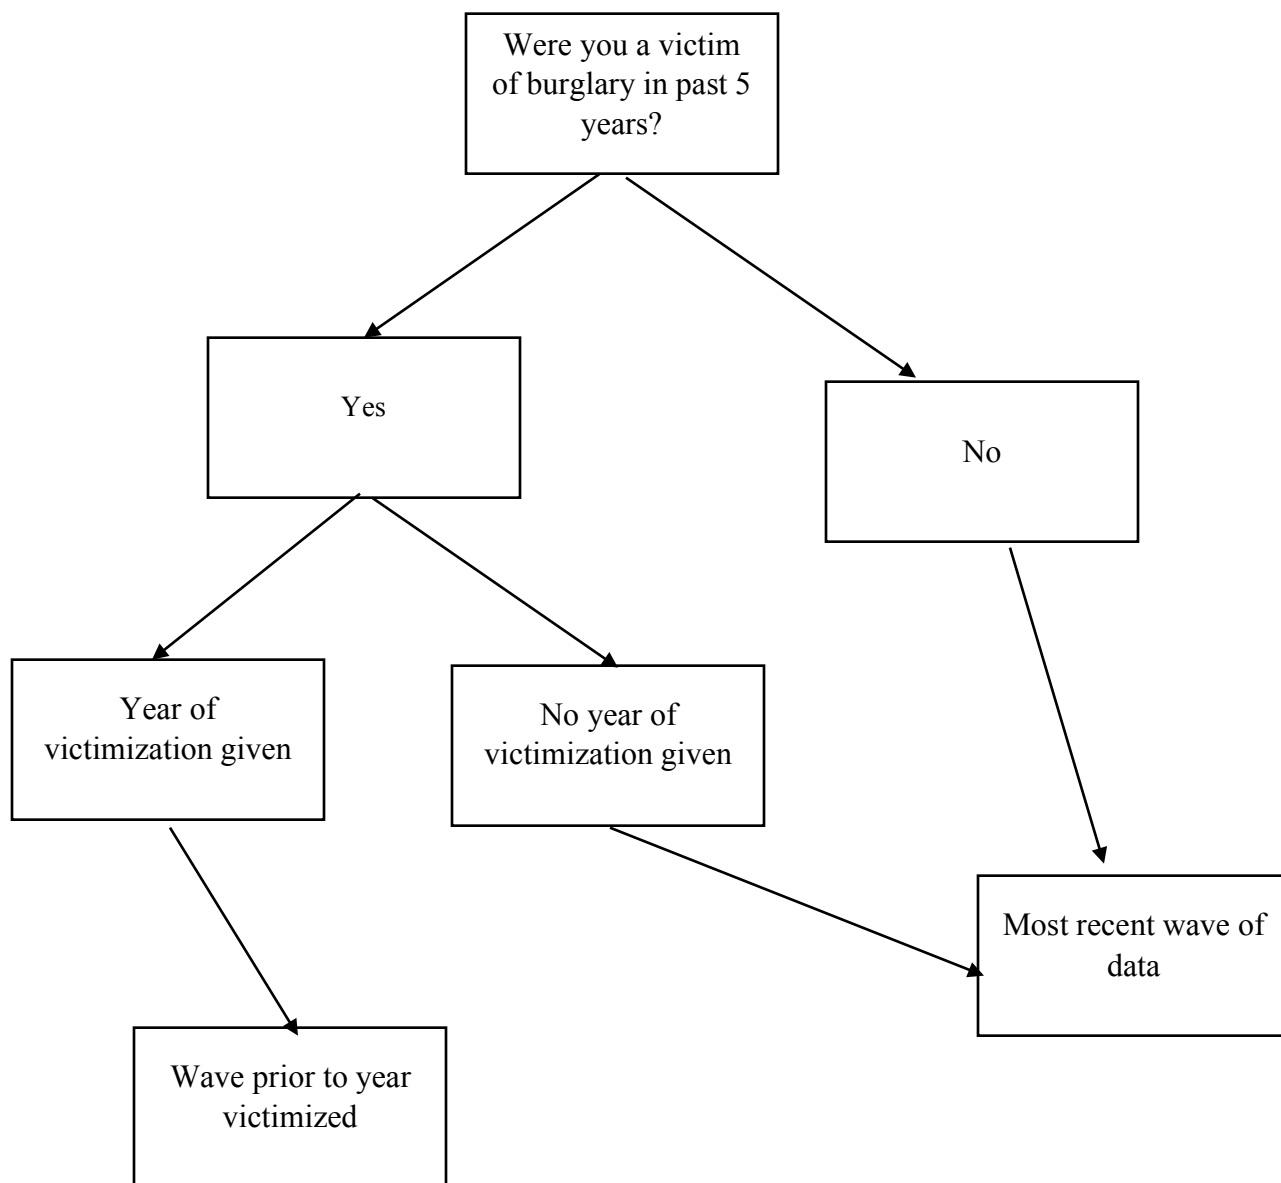 Were you a victim
of burglary in past 5
years?
Yes
No
Year of
victimization given
No year of
victimization given
Most recent wave of
data
Wave prior to year
victimized